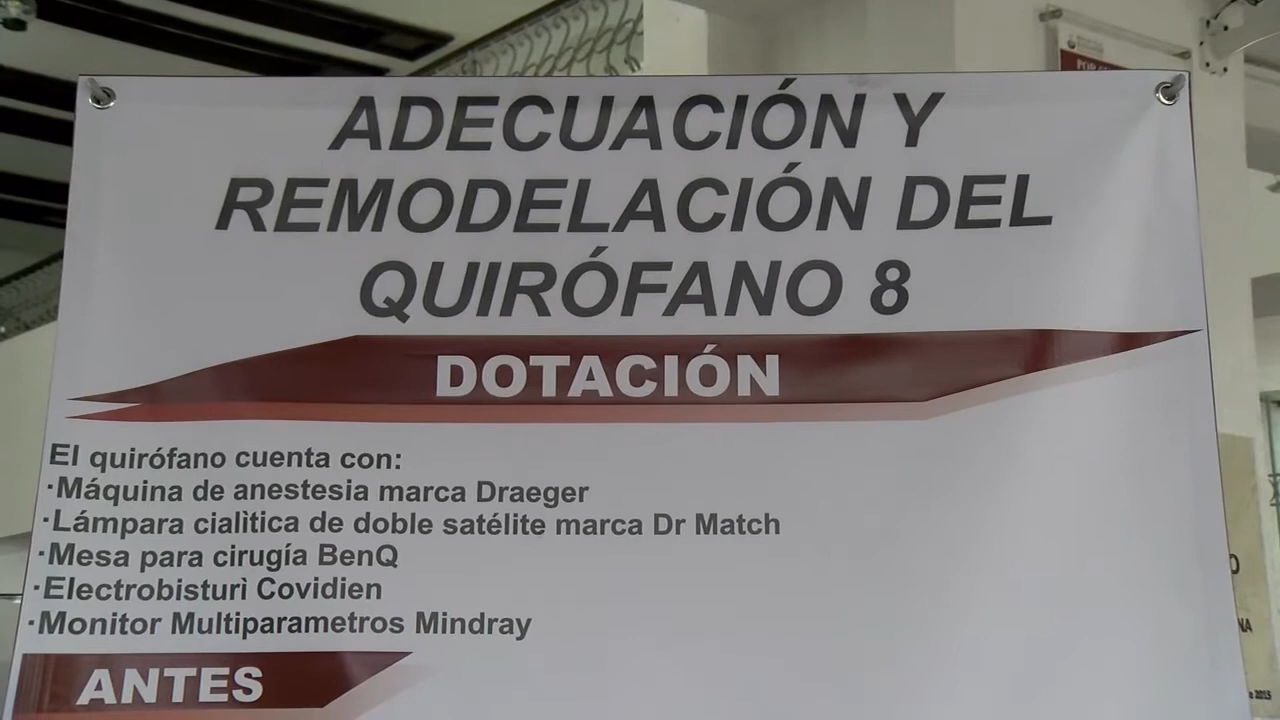 ADECUACIÓN Y
REMODELACIÓN DEL
QUIRÓFANO 8
DOTACIÓN
El quirófano cuenta con:
·Máquina de anestesia marca Draeger
·Lámpara cialìtica de doble satélite marca Dr Match
·Mesa para cirugía BenQ
·Electrobisturì Covidien
·Monitor Multiparametros Mindray
ANTES
2015